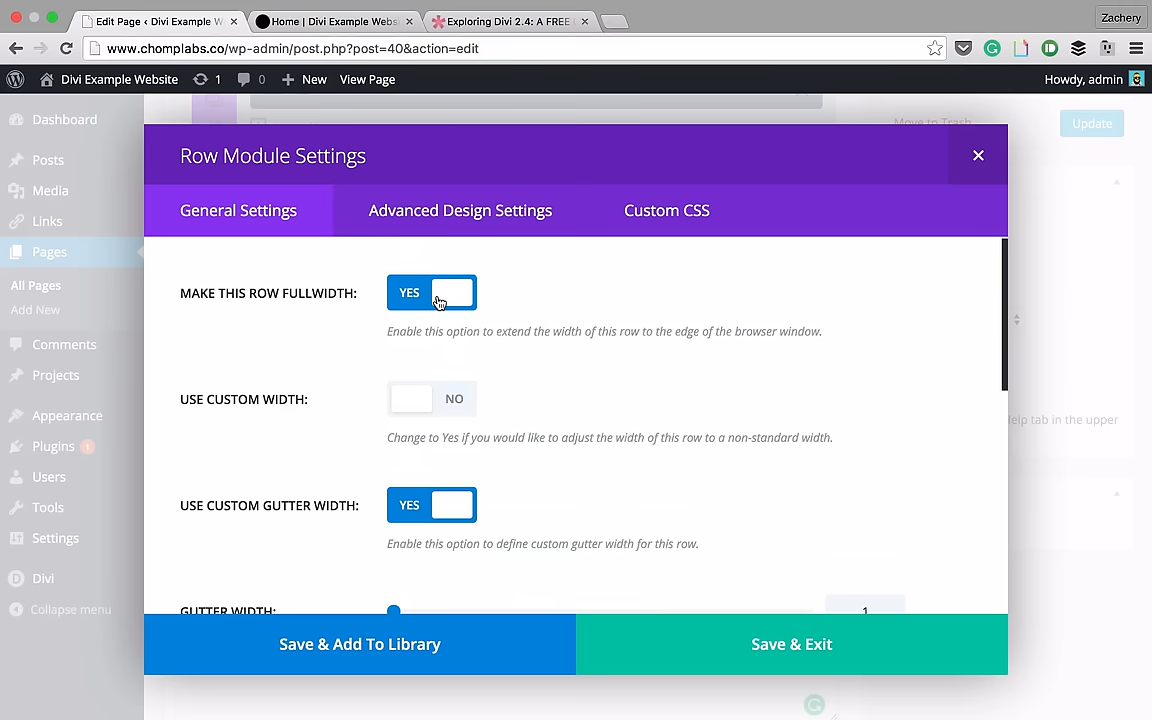 Edit Page ‹ Divi Example W
Home | Divi Example Webs
Exploring Divi 2.4: A FREE
Zachery
www.chomplabs.co/wp-admin/post.php?post=40&action=edit
Divi Example Website
1
0
New
View Page
Howdy, admin
Dashboard
Posts
Media
Links
Pages
All Pages
Add New
Comments
Projects
Appearance
Plugins 1
Users
Tools
Settings
Divi
Collapse menu
Move to Trash
Update
Help tab in the upper
Row Module Settings
General Settings
Advanced Design Settings
Custom CSS
MAKE THIS ROW FULLWIDTH:
YES
Enable this option to extend the width of this row to the edge of the browser window.
USE CUSTOM WIDTH:
NO
Change to Yes if you would like to adjust the width of this row to a non-standard width.
USE CUSTOM GUTTER WIDTH:
YES
Enable this option to define custom gutter width for this row.
GUTTER WIDTH:
1
Save & Add To Library
Save & Exit